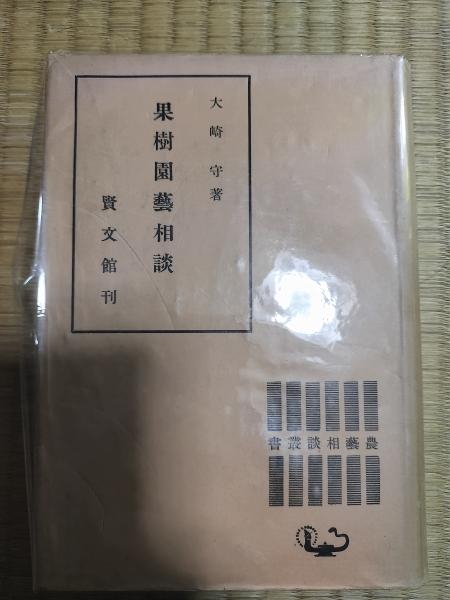 大崎守著
果樹園藝相談
賢文館刊
農藝相談叢書